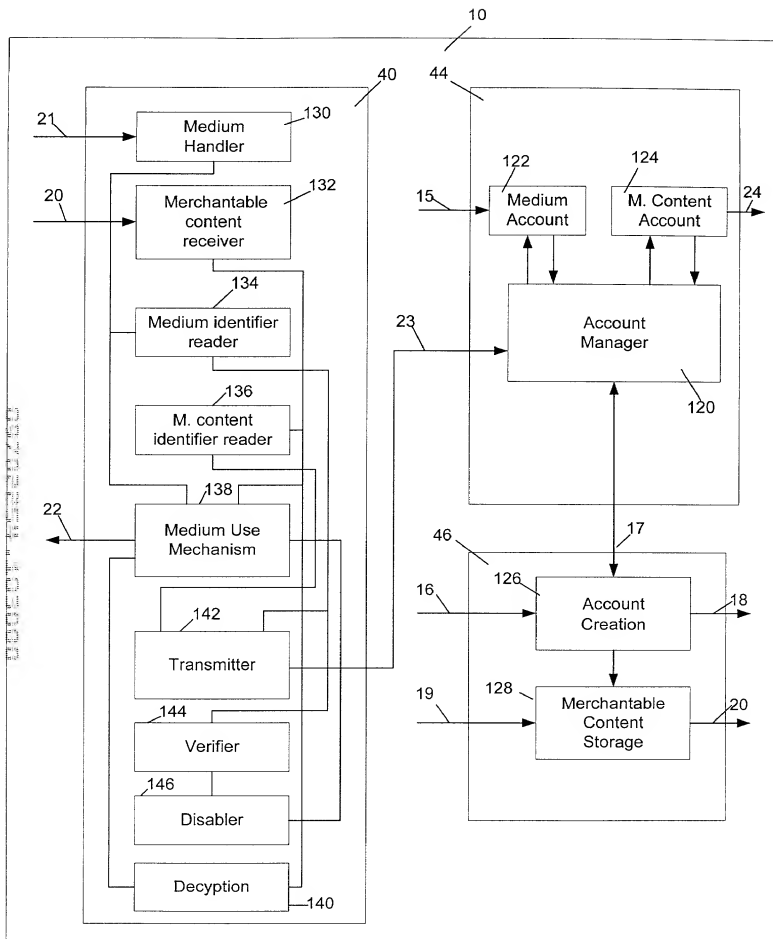 10
40
44
21
130
Medium
Handler
20
132
Merchantable
content
receiver
134
Medium identifier
reader
136
M. content
identifier reader
138
22
Medium Use
Mechanism
142
Transmitter
144
Verifier
146
Disabler
Decyption
140
122
124
15
Medium
Account
M. Content
Account
24
23
Account
Manager
120
17
46
126
16
Account
Creation
18
128
19
Merchantable
Content
Storage
20